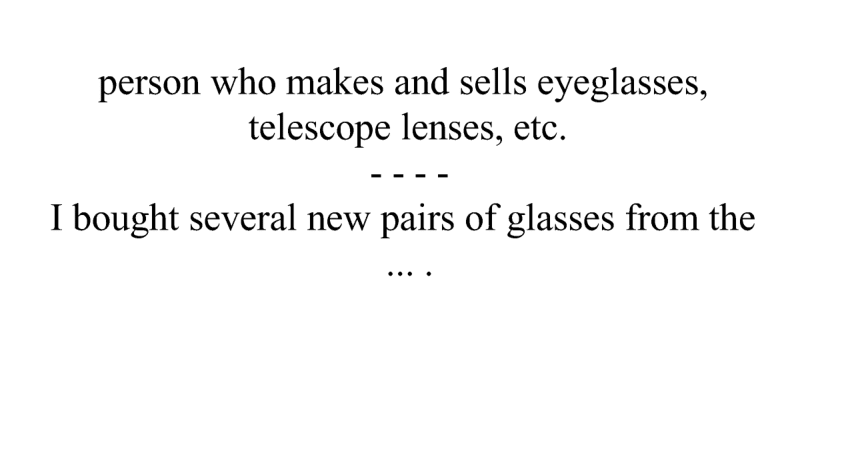 person who makes and sells eyeglasses,
telescope lenses, etc.
- - - -
I bought several new pairs of glasses from the
... .